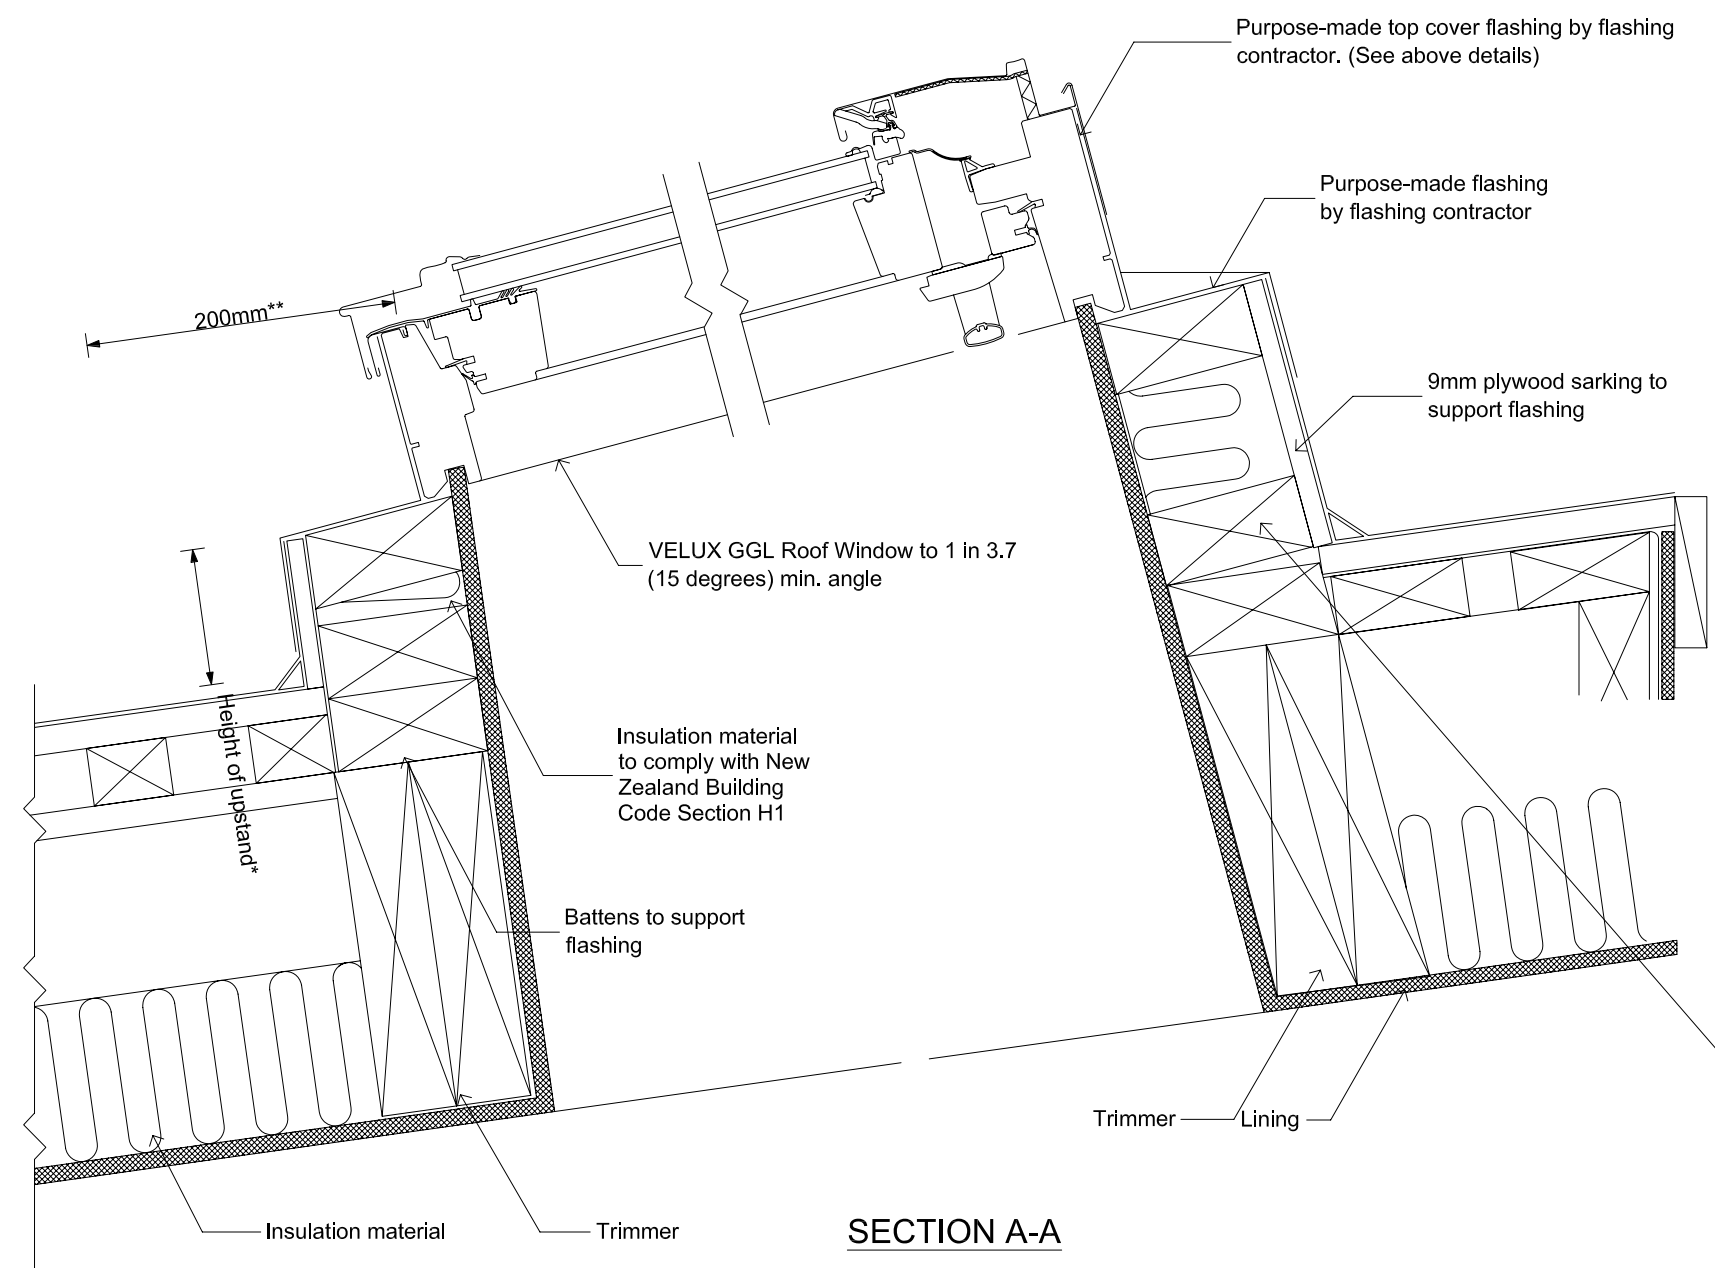 Purpose-made top cover flashing by flashing
contractor. (See above details)
Purpose-made flashing
by flashing contractor
200mm**
9mm plywood sarking to
support flashing
VELUX GGL Roof Window to 1 in 3.7
(15 degrees) min. angle
Height of upstand*
Insulation material
to comply with New
Zealand Building
Code Section H1
Battens to support
flashing
Trimmer
Lining
Insulation material
Trimmer
SECTION A-A